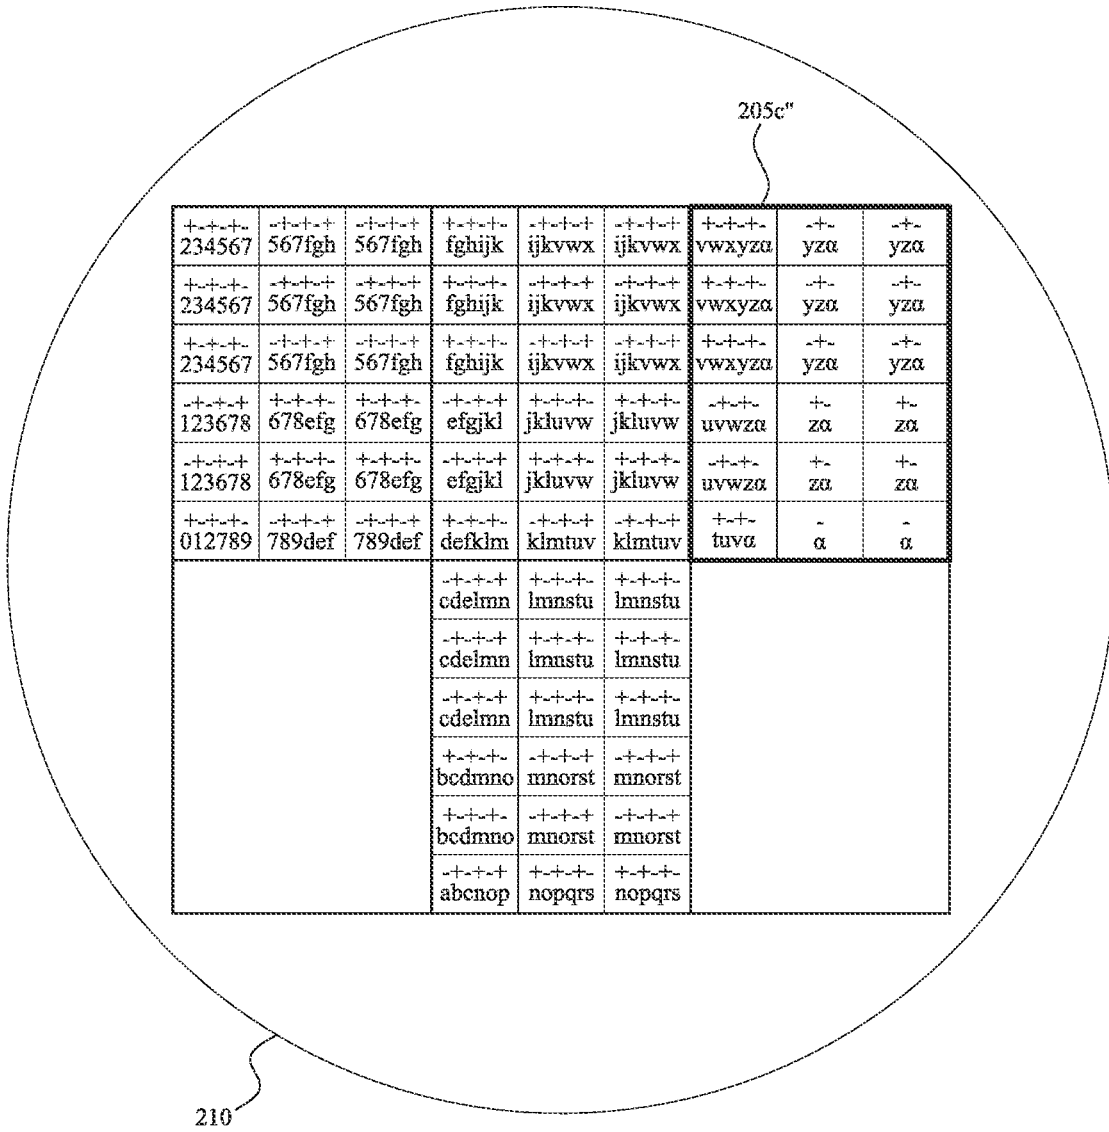 205c"
+-+-+- -+-+-+ -+-+-+ +-+-+- -+-+-+ -+-+-+ +-+-+- -+- -+-
234567 567fgh 567fgh fghijk ijkvwx ijkvwx vwxyzα yzα yzα
+-+-+- -+-+-+ -+-+-+ +-+-+- -+-+-+ -+-+-+ +-+-+- -+- -+-
234567 567fgh 567fgh fghijk ijkvwx ijkvwx vwxyzα yzα yzα
+-+-+- -+-+-+ -+-+-+ +-+-+- -+-+-+ -+-+-+ +-+-+- -+- -+-
234567 567fgh 567fgh fghijk ijkvwx ijkvwx vwxyzα yzα yzα
-+-+-+ +-+-+- +-+-+- -+-+-+ +-+-+- +-+-+- -+-+- +- +-
123678 678efg 678efg efgjkl jkluvw jkluvw uvwzα zα zα
-+-+-+ +-+-+- +-+-+- -+-+-+ +-+-+- +-+-+- -+-+- +- +-
123678 678efg 678efg efgjkl jkluvw jkluvw uvwzα zα zα
+-+-+- -+-+-+ -+-+-+ +-+-+- -+-+-+ -+-+-+ +-+- - -
012789 789def 789def defklm klmtuv klmtuv tuvα α α
-+-+-+ +-+-+- +-+-+-
cdelmn lmnstu lmnstu
-+-+-+ +-+-+- +-+-+-
cdelmn lmnstu lmnstu
-+-+-+ +-+-+- +-+-+-
cdelmn lmnstu lmnstu
+-+-+- -+-+-+ -+-+-+
bcdmno mnorst mnorst
+-+-+- -+-+-+ -+-+-+
bcdmno mnorst mnorst
-+-+-+ +-+-+- +-+-+-
abcnop nopqrs nopqrs
210